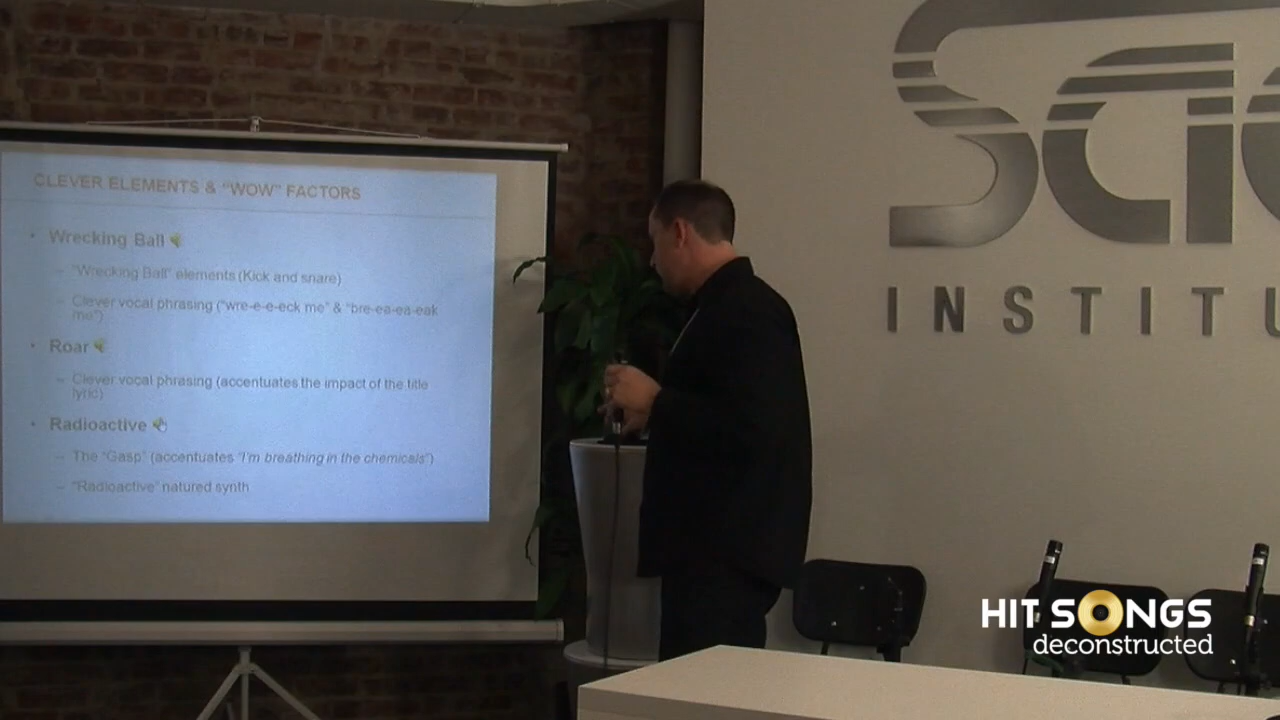 CLEVER ELEMENTS & "WOW" FACTORS
• Wrecking Ball
– "Wrecking Ball" elements (Kick and snare)
– Clever vocal phrasing ("wre-e-e-eck me" & "bre-ea-ea-eak
me")
• Roar
– Clever vocal phrasing (accentuates the impact of the title
lyric)
• Radioactive
– The "Gasp" (accentuates "I'm breathing in the chemicals")
– "Radioactive" natured synth
INSTITU
HIT SONGS
deconstructed